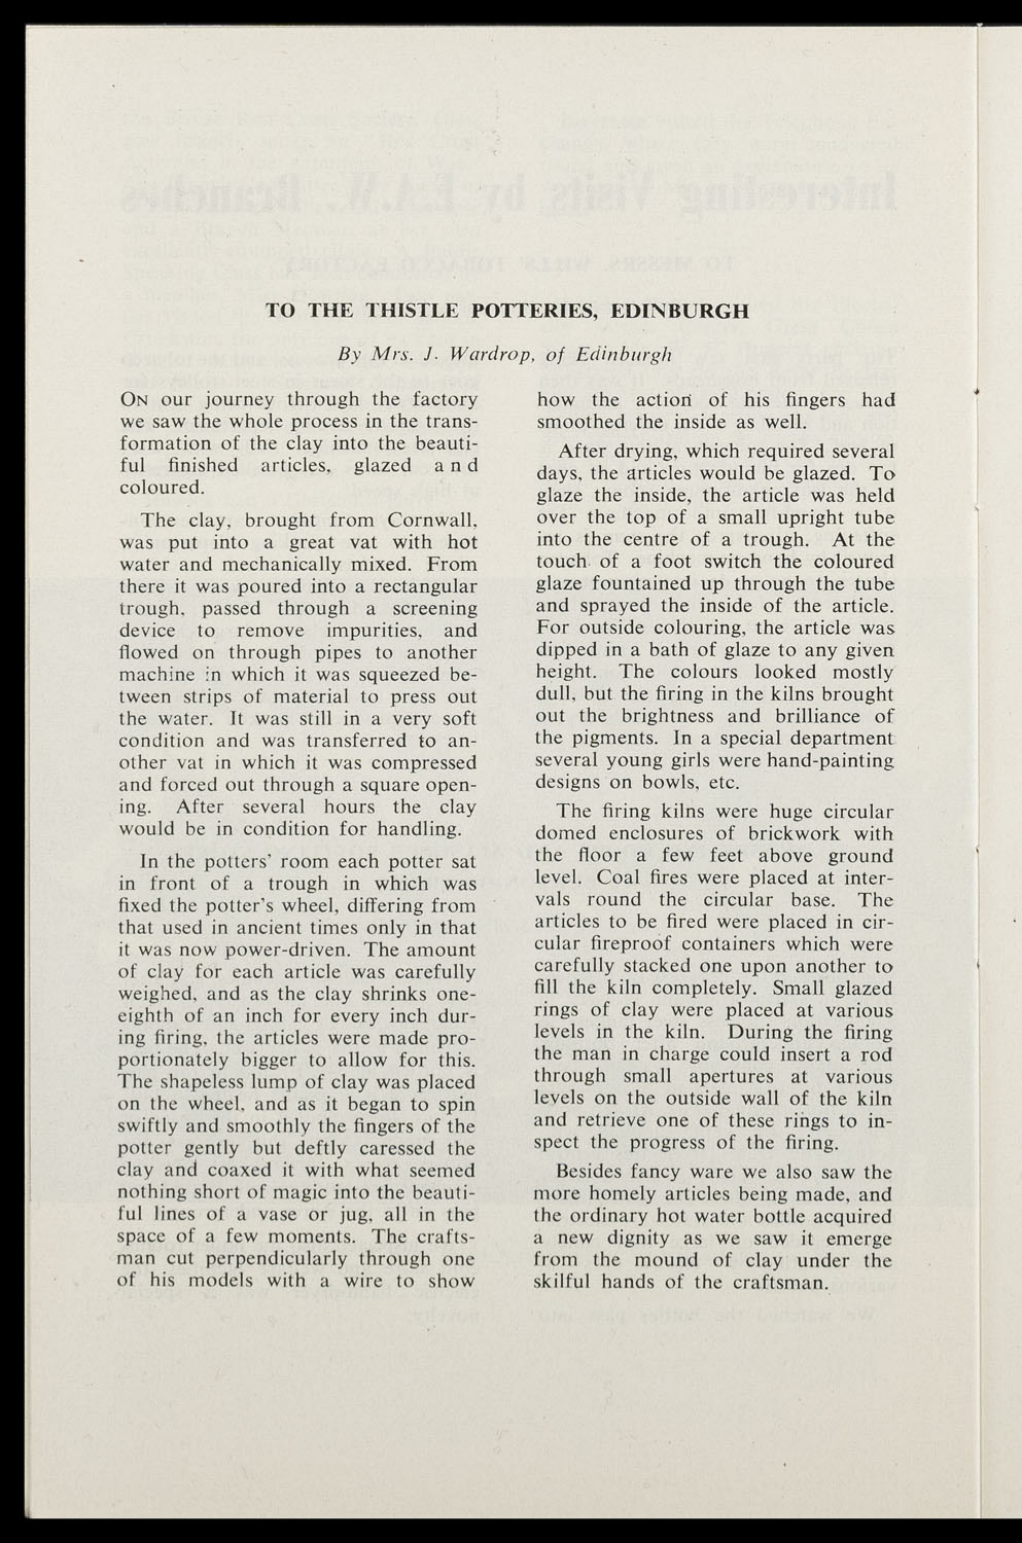 TO THE THISTLE POTTERIES, EDINBURGH
By Mrs. J. Wardrop, of Edinburgh
ON our journey through the factory
we saw the whole process in the trans-
formation of the clay into the beauti-
ful finished articles, glazed and
coloured.
The clay, brought from Cornwall,
was put into a great vat with hot
water and mechanically mixed. From
there it was poured into a rectangular
trough, passed through a screening
device to remove impurities, and
flowed on through pipes to another
machine in which it was squeezed be-
tween strips of material to press out
the water. It was still in a very soft
condition and was transferred to an-
other vat in which it was compressed
and forced out through a square open-
ing. After several hours the clay
would be in condition for handling.
In the potters' room each potter sat
in front of a trough in which was
fixed the potter's wheel, differing from
that used in ancient times only in that
it was now power-driven. The amount
of clay for each article was carefully
weighed, and as the clay shrinks one-
eighth of an inch for every inch dur-
ing firing, the articles were made pro-
portionately bigger to allow for this.
The shapeless lump of clay was placed
on the wheel, and as it began to spin
swiftly and smoothly the fingers of the
potter gently but deftly caressed the
clay and coaxed it with what seemed
nothing short of magic into the beauti-
ful lines of a vase or jug, all in the
space of a few moments. The crafts-
man cut perpendicularly through one
of his models with a wire to show
how the action of his fingers had
smoothed the inside as well.
After drying, which required several
days, the articles would be glazed. To
glaze the inside, the article was held
over the top of a small upright tube
into the centre of a trough. At the
touch of a foot switch the coloured
glaze fountained up through the tube
and sprayed the inside of the article.
For outside colouring, the article was
dipped in a bath of glaze to any given
height. The colours looked mostly
dull, but the firing in the kilns brought
out the brightness and brilliance of
the pigments. In a special department
several young girls were hand-painting
designs on bowls, etc.
The firing kilns were huge circular
domed enclosures of brickwork with
the floor a few feet above ground
level. Coal fires were placed at inter-
vals round the circular base. The
articles to be fired were placed in cir-
cular fireproof containers which were
carefully stacked one upon another to
fill the kiln completely. Small glazed
rings of clay were placed at various
levels in the kiln. During the firing
the man in charge could insert a rod
through small apertures at various
levels on the outside wall of the kiln
and retrieve one of these rings to in-
spect the progress of the firing.
Besides fancy ware we also saw the
more homely articles being made, and
the ordinary hot water bottle acquired
a new dignity as we saw it emerge
from the mound of clay under the
skilful hands of the craftsman.